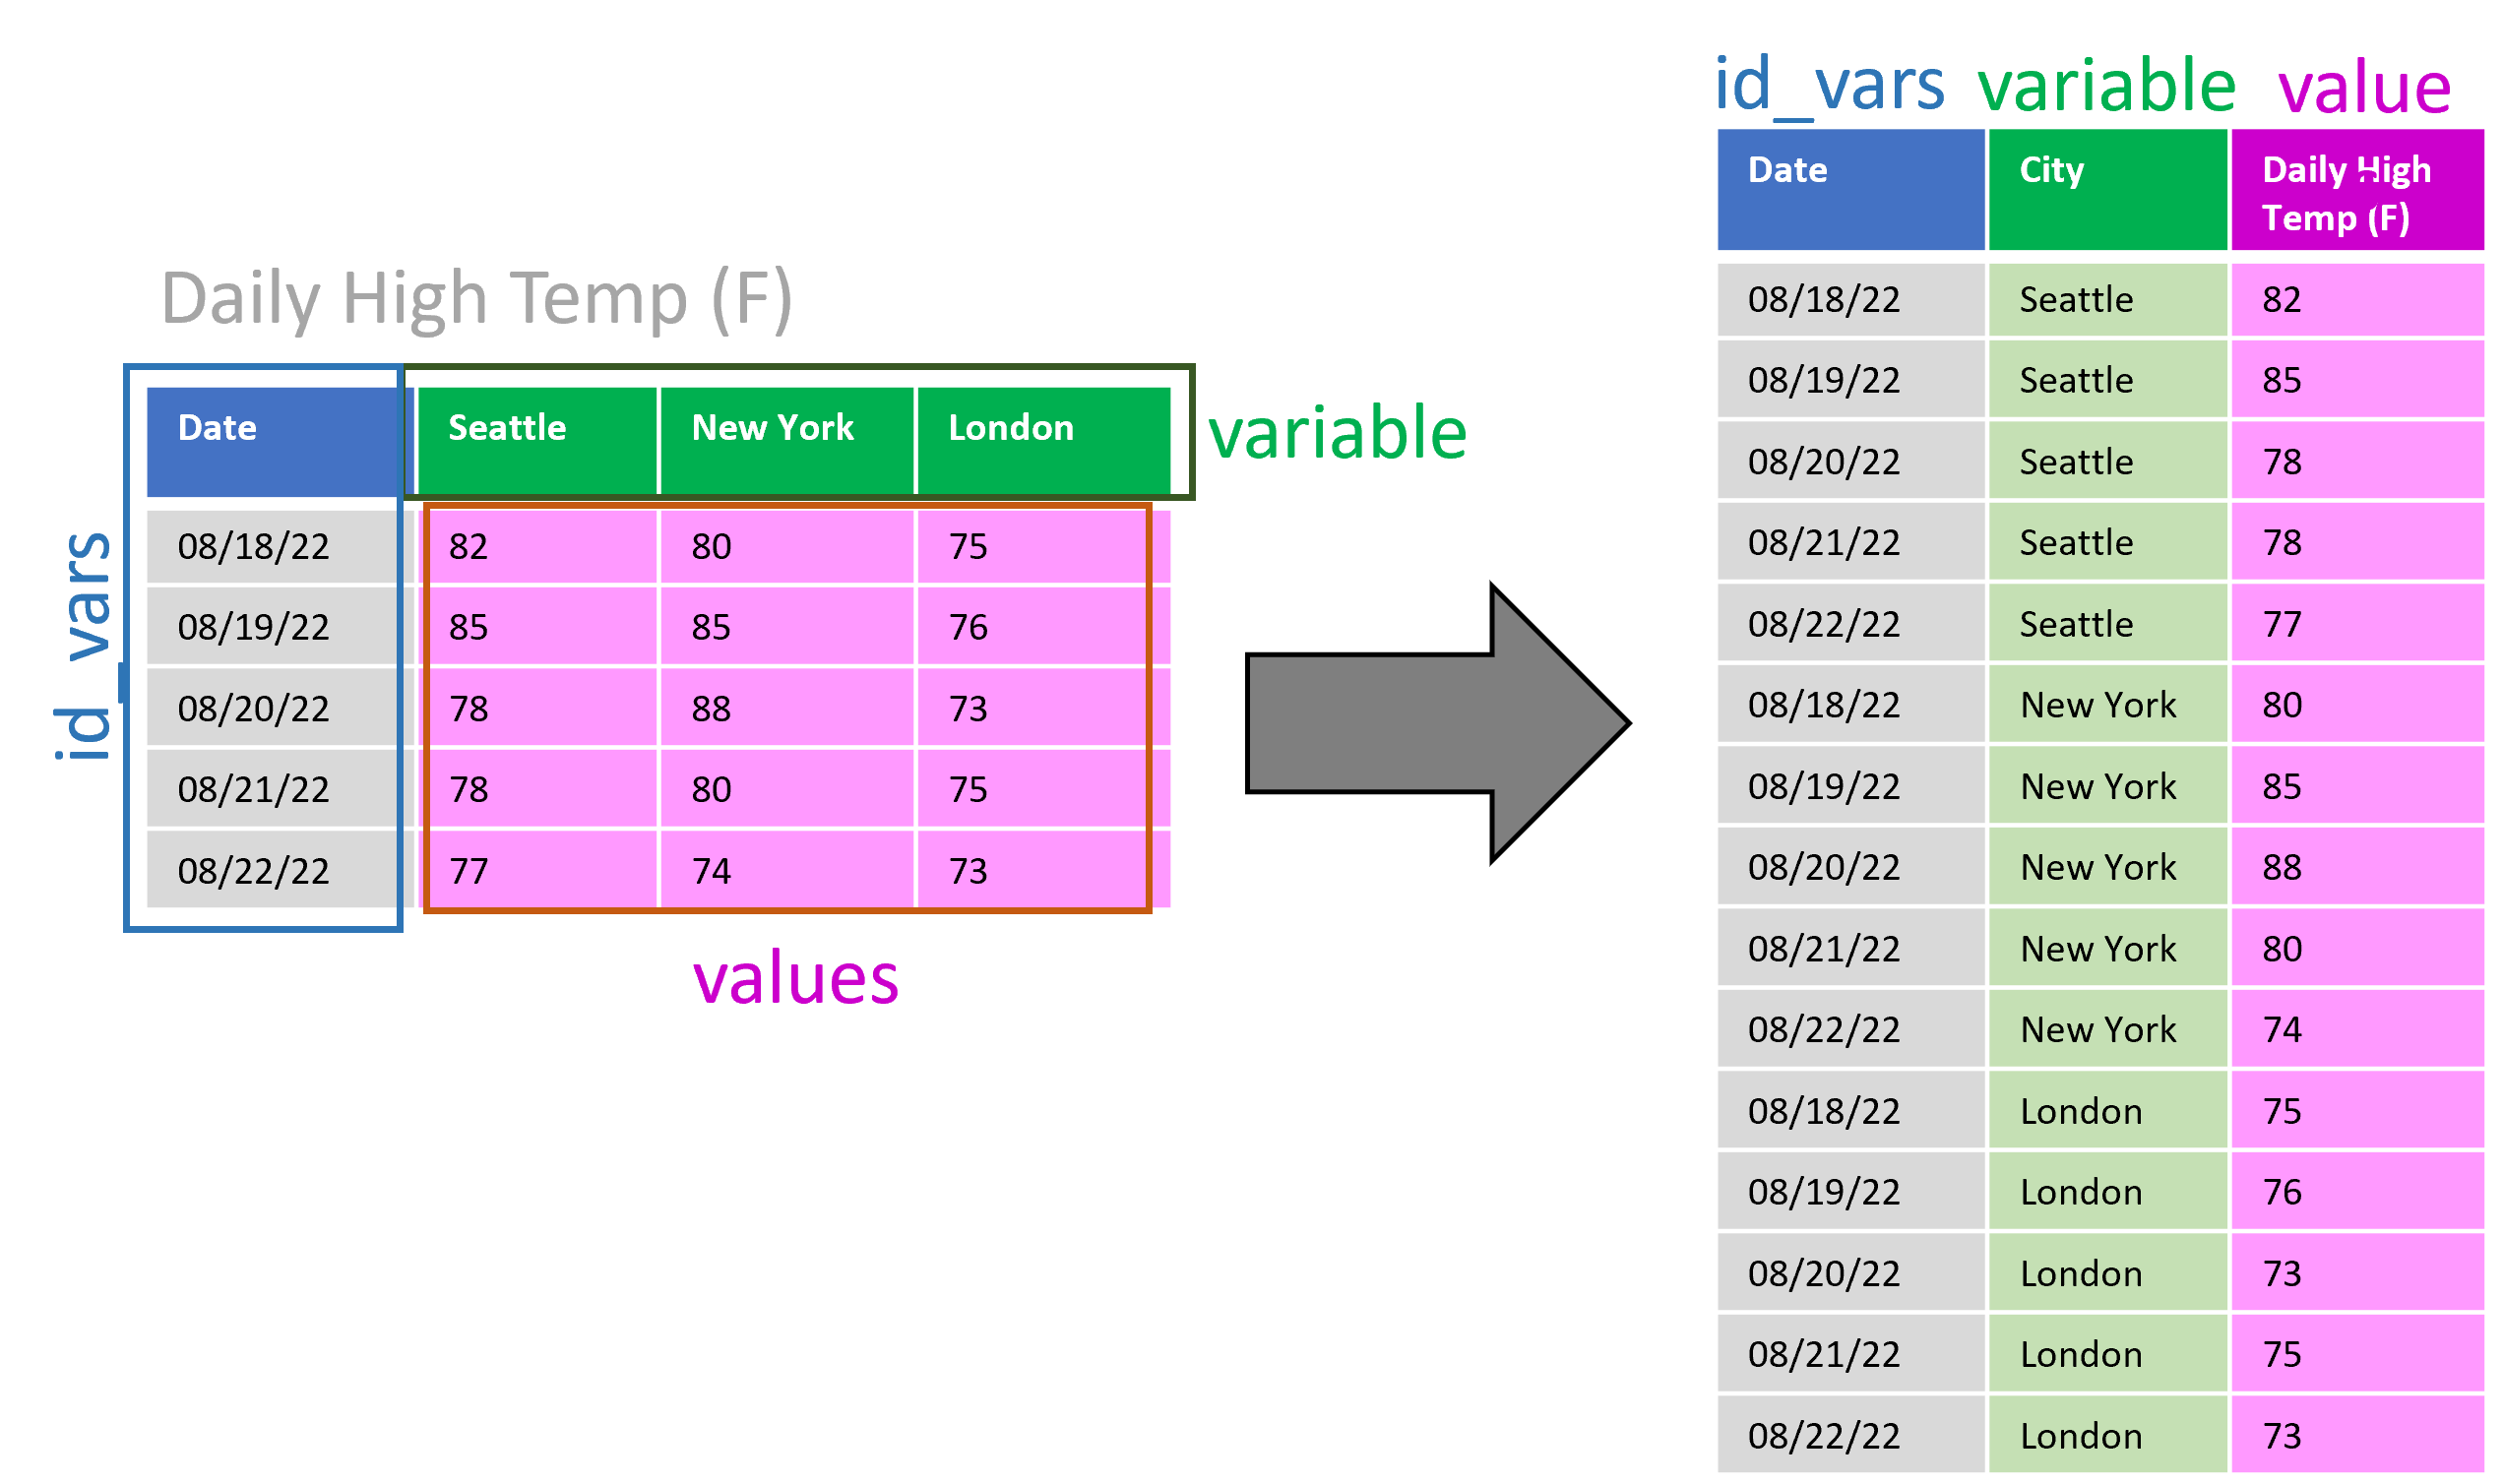 Daily High Temp (F)
id_vars
variable
Date Seattle New York London
08/18/22 82 80 75
08/19/22 85 85 76
08/20/22 78 88 73
08/21/22 78 80 75
08/22/22 77 74 73
values
id_vars variable value
Date City Daily High
Temp (F)
08/18/22 Seattle 82
08/19/22 Seattle 85
08/20/22 Seattle 78
08/21/22 Seattle 78
08/22/22 Seattle 77
08/18/22 New York 80
08/19/22 New York 85
08/20/22 New York 88
08/21/22 New York 80
08/22/22 New York 74
08/18/22 London 75
08/19/22 London 76
08/20/22 London 73
08/21/22 London 75
08/22/22 London 73